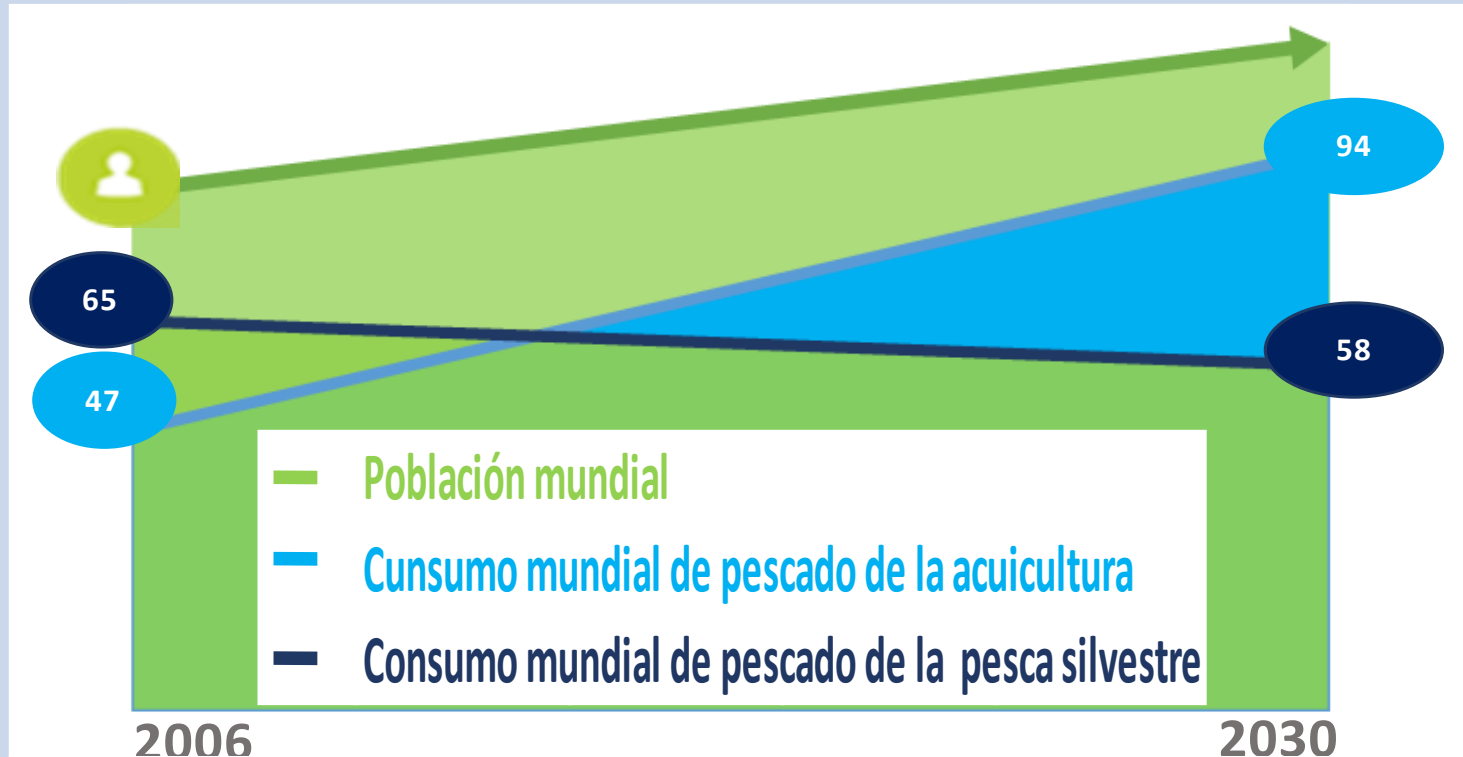 94
65
58
47
Población mundial
Cunsumo mundial de pescado de la acuicultura
Consumo mundial de pescado de la pesca silvestre
2006
2030